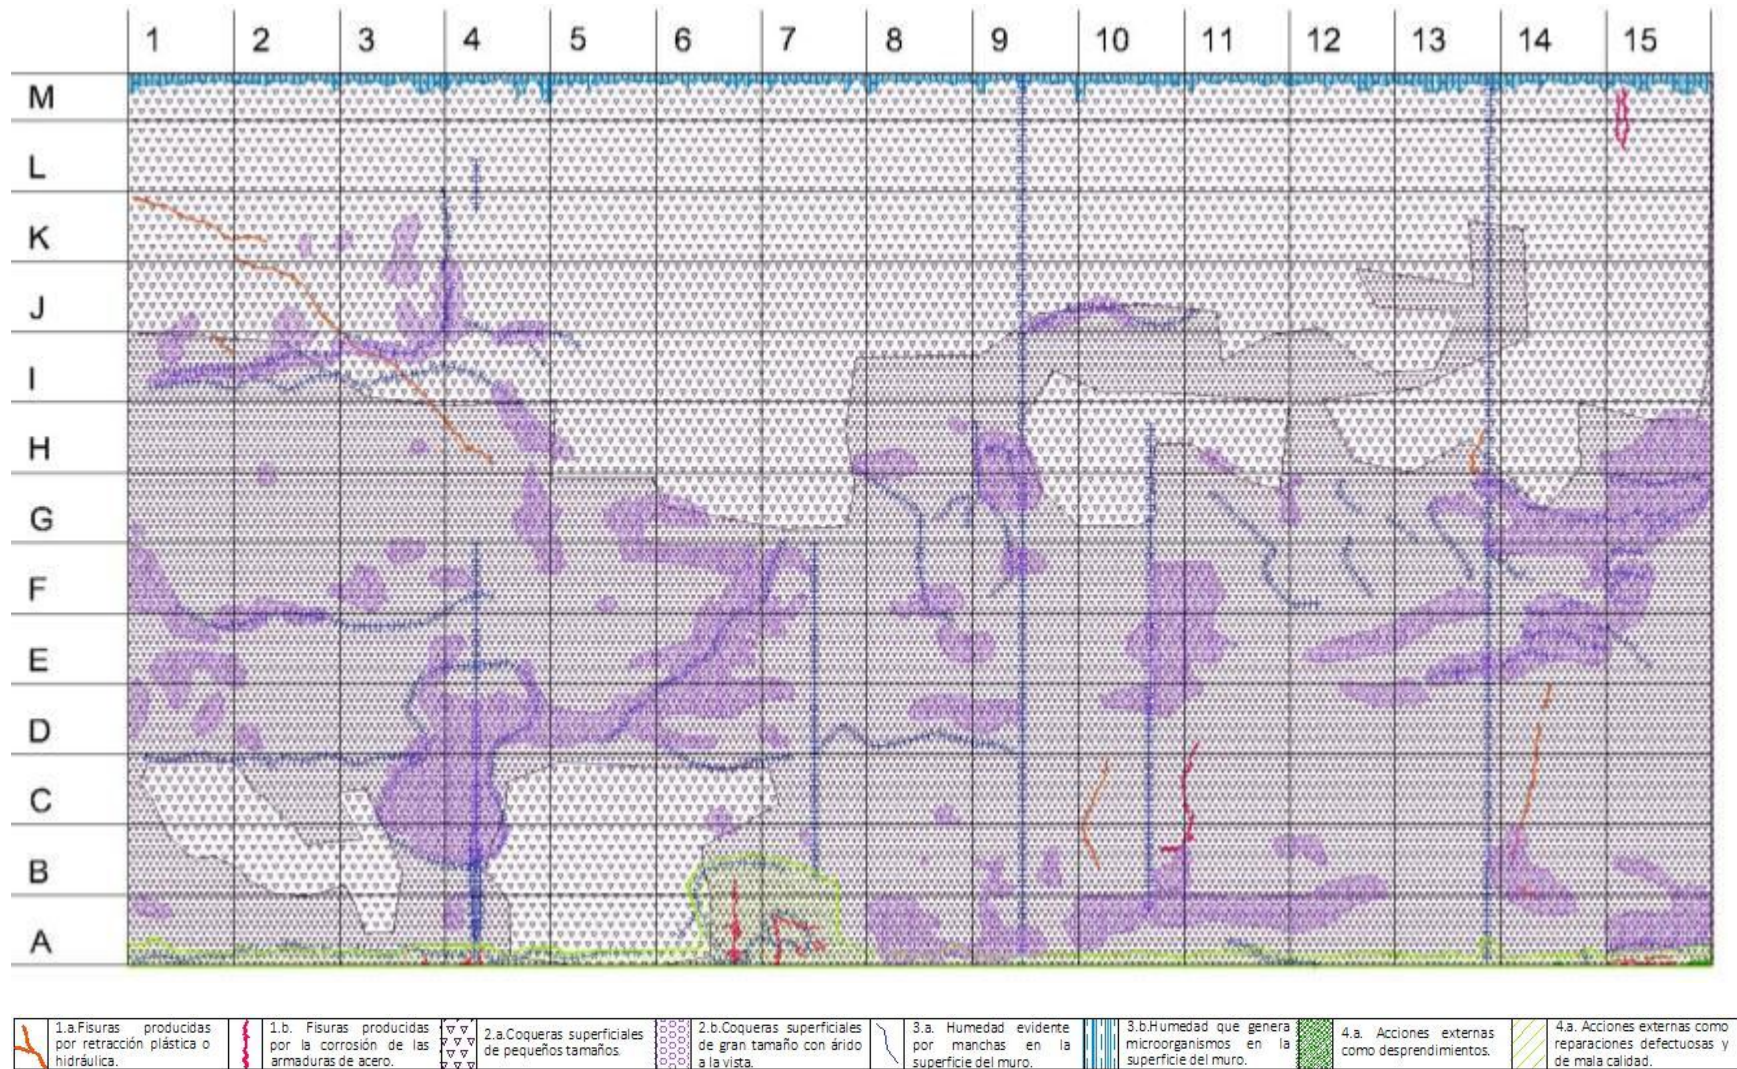 1 2 3 4 5 6 7 8 9 10 11 12 13 14 15
M
L
K
J
I
H
G
F
E
D
C
B
A
1.a.Fisuras producidas
por retracción plástica o
hidráulica.
1.b. Fisuras producidas
por la corrosión de las
armaduras de acero.
2.a.Coqueras superficiales
de pequeños tamaños.
2.b.Coqueras superficiales
de gran tamaño con árido
a la vista.
3.a. Humedad evidente
por manchas en la
superficie del muro.
3.b.Humedad que genera
microorganismos en la
superficie del muro.
4.a. Acciones externas
como desprendimientos.
4.a. Acciones externas como
reparaciones defectuosas y
de mala calidad.